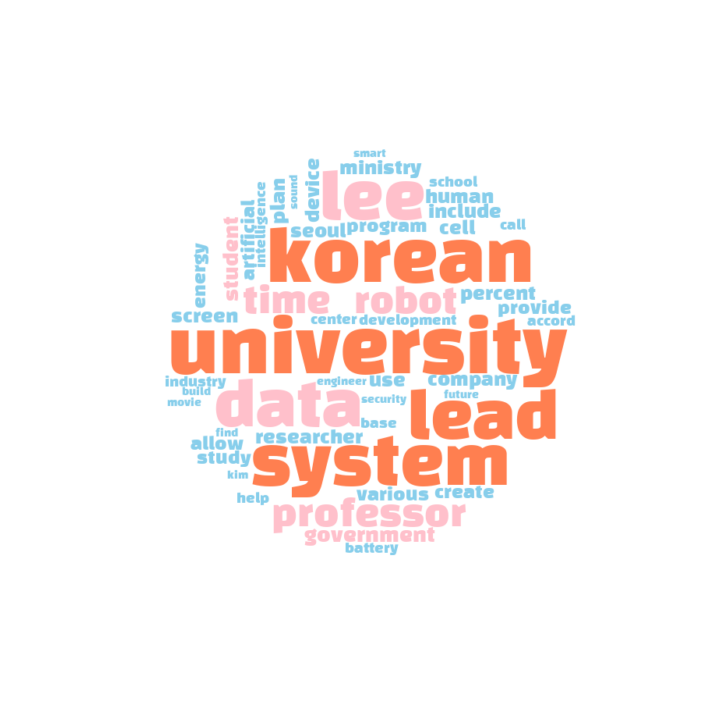 smart
ministry
device
lee
school
sound
plan
human
include
intelligence
artificial
student
seoul
program
cell
call
korean
energy
time
robot
percent
provide
screen
center
development
accord
university
industry
engineer
use
company
build
data
security
future
movie
lead
base
find
researcher
allow
study
system
kim
help
various
create
professor
government
battery